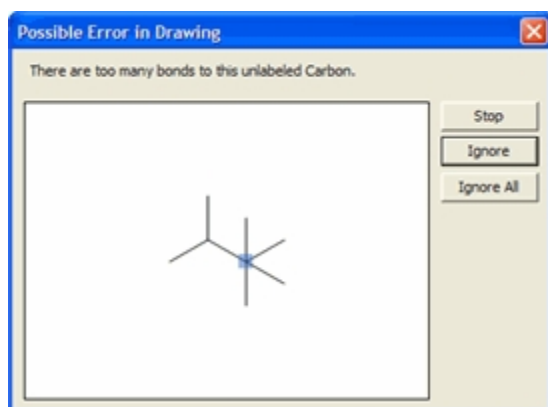 Possible Error in Drawing
There are too many bonds to this unlabeled Carbon.
Stop
Ignore
Ignore All